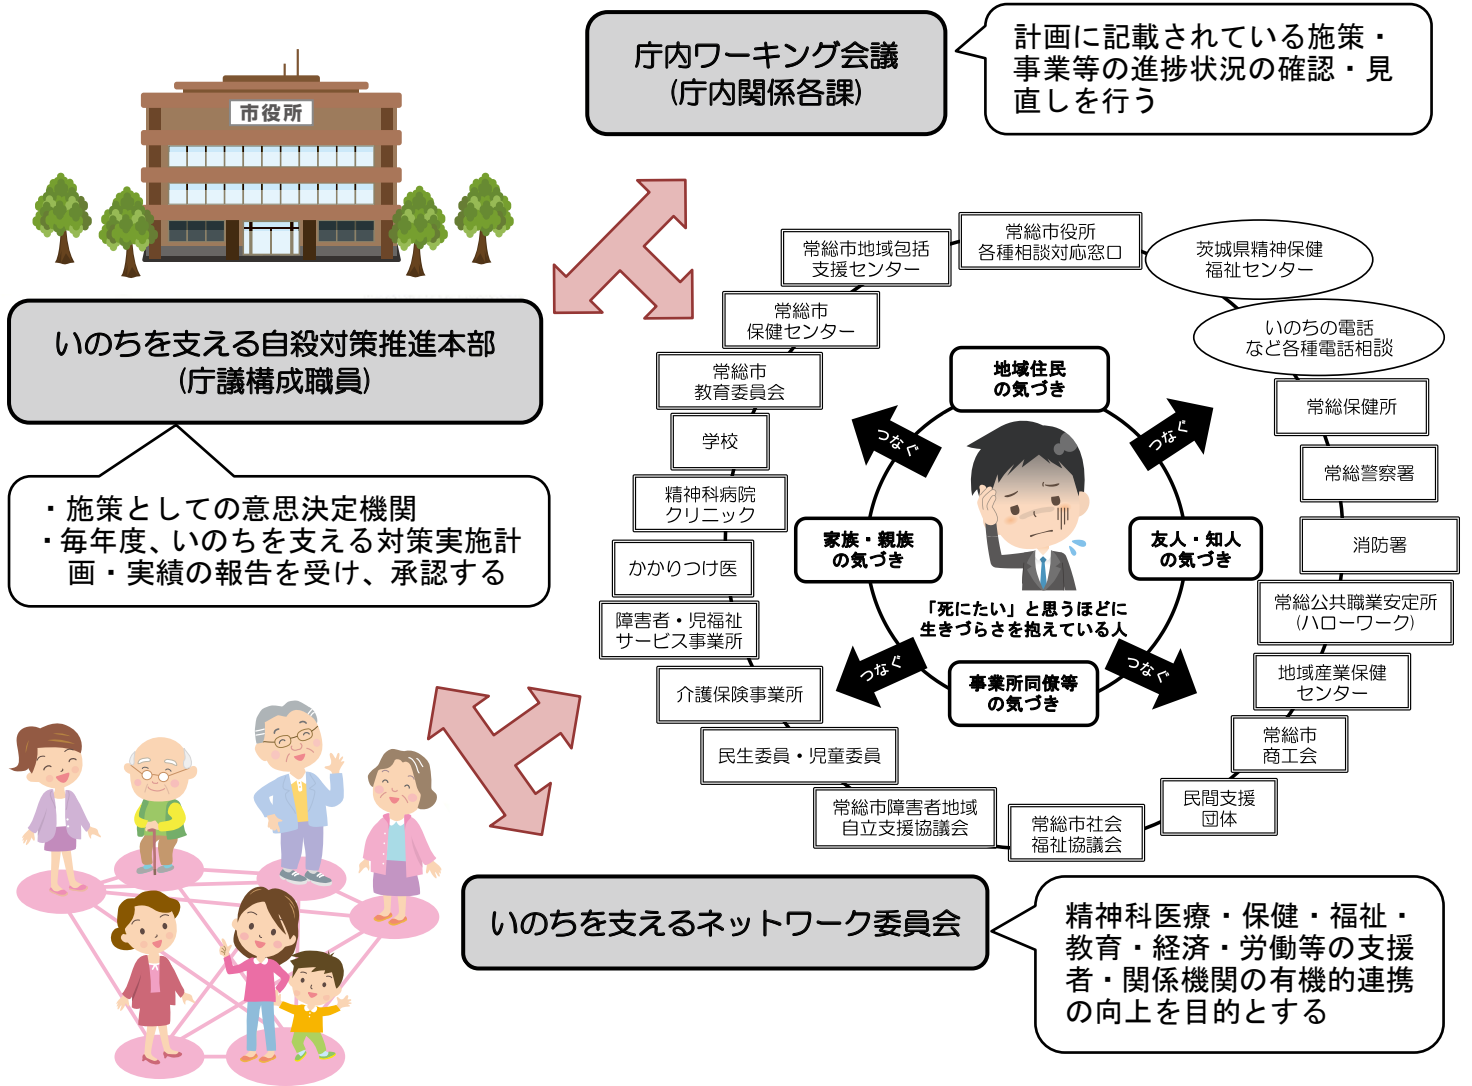 庁内ワーキング会議
(庁内関係各課)
計画に記載されている施策・
事業等の進捗状況の確認・見
直しを行う
市役所
いのちを支える自殺対策推進本部
(庁議構成職員)
・施策としての意思決定機関
・毎年度、いのちを支える対策実施計
画・実績の報告を受け、承認する
常総市地域包括
支援センター
常総市役所
各種相談対応窓口
茨城県精神保健
福祉センター
いのちの電話
など各種電話相談
常総市
保健センター
常総市
教育委員会
学校
精神科病院
クリニック
かかりつけ医
障害者・児福祉
サービス事業所
介護保険事業所
民生委員・児童委員
常総市障害者地域
自立支援協議会
常総市社会
福祉協議会
民間支援
団体
常総市
商工会
地域産業保健
センター
常総公共職業安定所
(ハローワーク)
消防署
常総警察署
常総保健所
地域住民
の気づき
つなぐ
つなぐ
家族・親族
の気づき
友人・知人
の気づき
「死にたい」と思うほどに
生きづらさを抱えている人
つなぐ
つなぐ
事業所同僚等
の気づき
いのちを支えるネットワーク委員会
精神科医療・保健・福祉・
教育・経済・労働等の支援
者・関係機関の有機的連携
の向上を目的とする